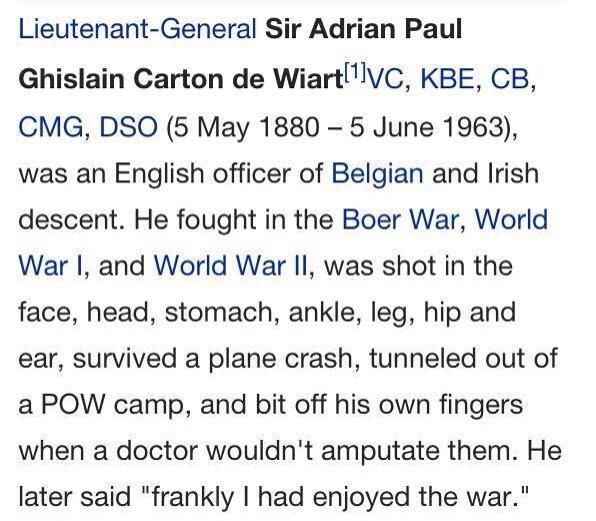 Lieutenant-General Sir Adrian Paul
Ghislain Carton de Wiart[1]VC, KBE, CB,
CMG, DSO (5 May 1880 – 5 June 1963),
was an English officer of Belgian and Irish
descent. He fought in the Boer War, World
War I, and World War II, was shot in the
face, head, stomach, ankle, leg, hip and
ear, survived a plane crash, tunneled out of
a POW camp, and bit off his own fingers
when a doctor wouldn't amputate them. He
later said "frankly I had enjoyed the war."